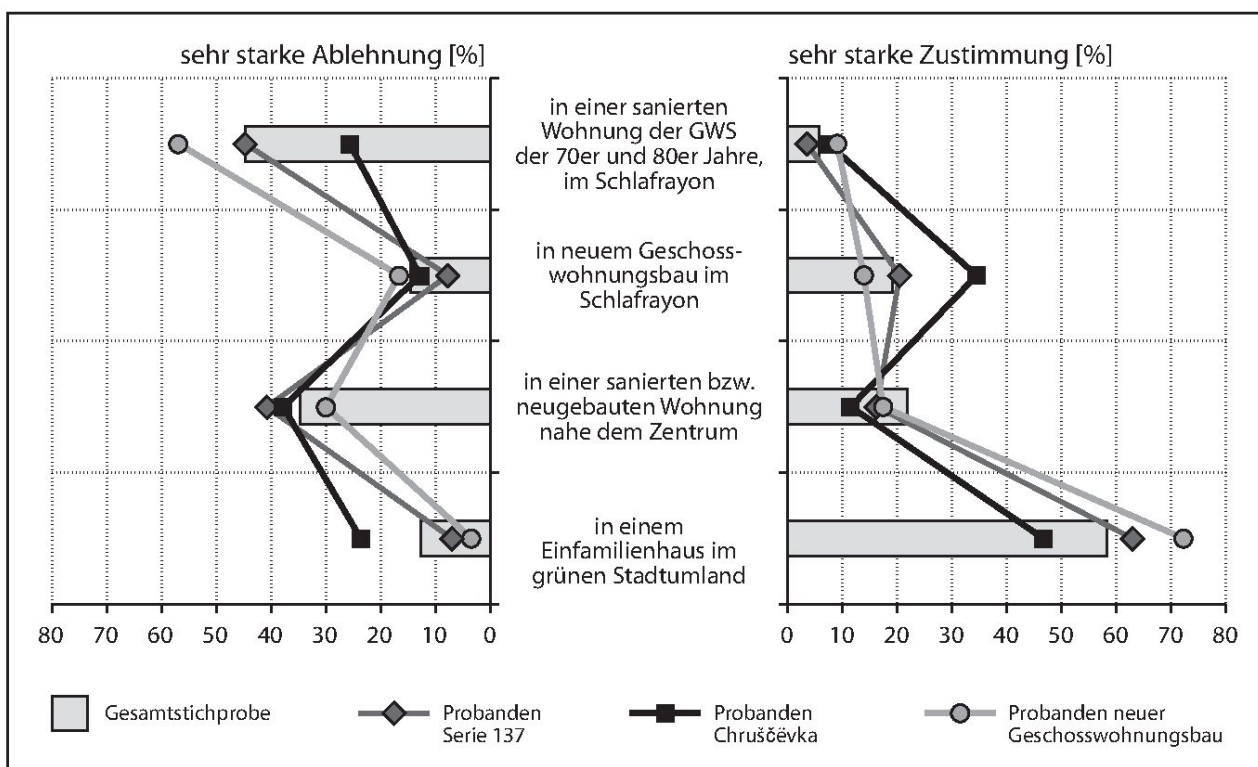 sehr starke Ablehnung [%]
sehr starke Zustimmung [%]
in einer sanierten
Wohnung der GWS
der 70er und 80er Jahre,
im Schlafrayon
in neuem Geschoss-
wohnungsbau im
Schlafrayon
in einer sanierten bzw.
neugebauten Wohnung
nahe dem Zentrum
in einem
Einfamilienhaus im
grünen Stadtumland
80 70 60 50 40 30 20 10 0
0 10 20 30 40 50 60 70 80
Gesamtstichprobe
Probanden
Serie 137
Probanden
Chruščëvka
Probanden neuer
Geschosswohnungsbau